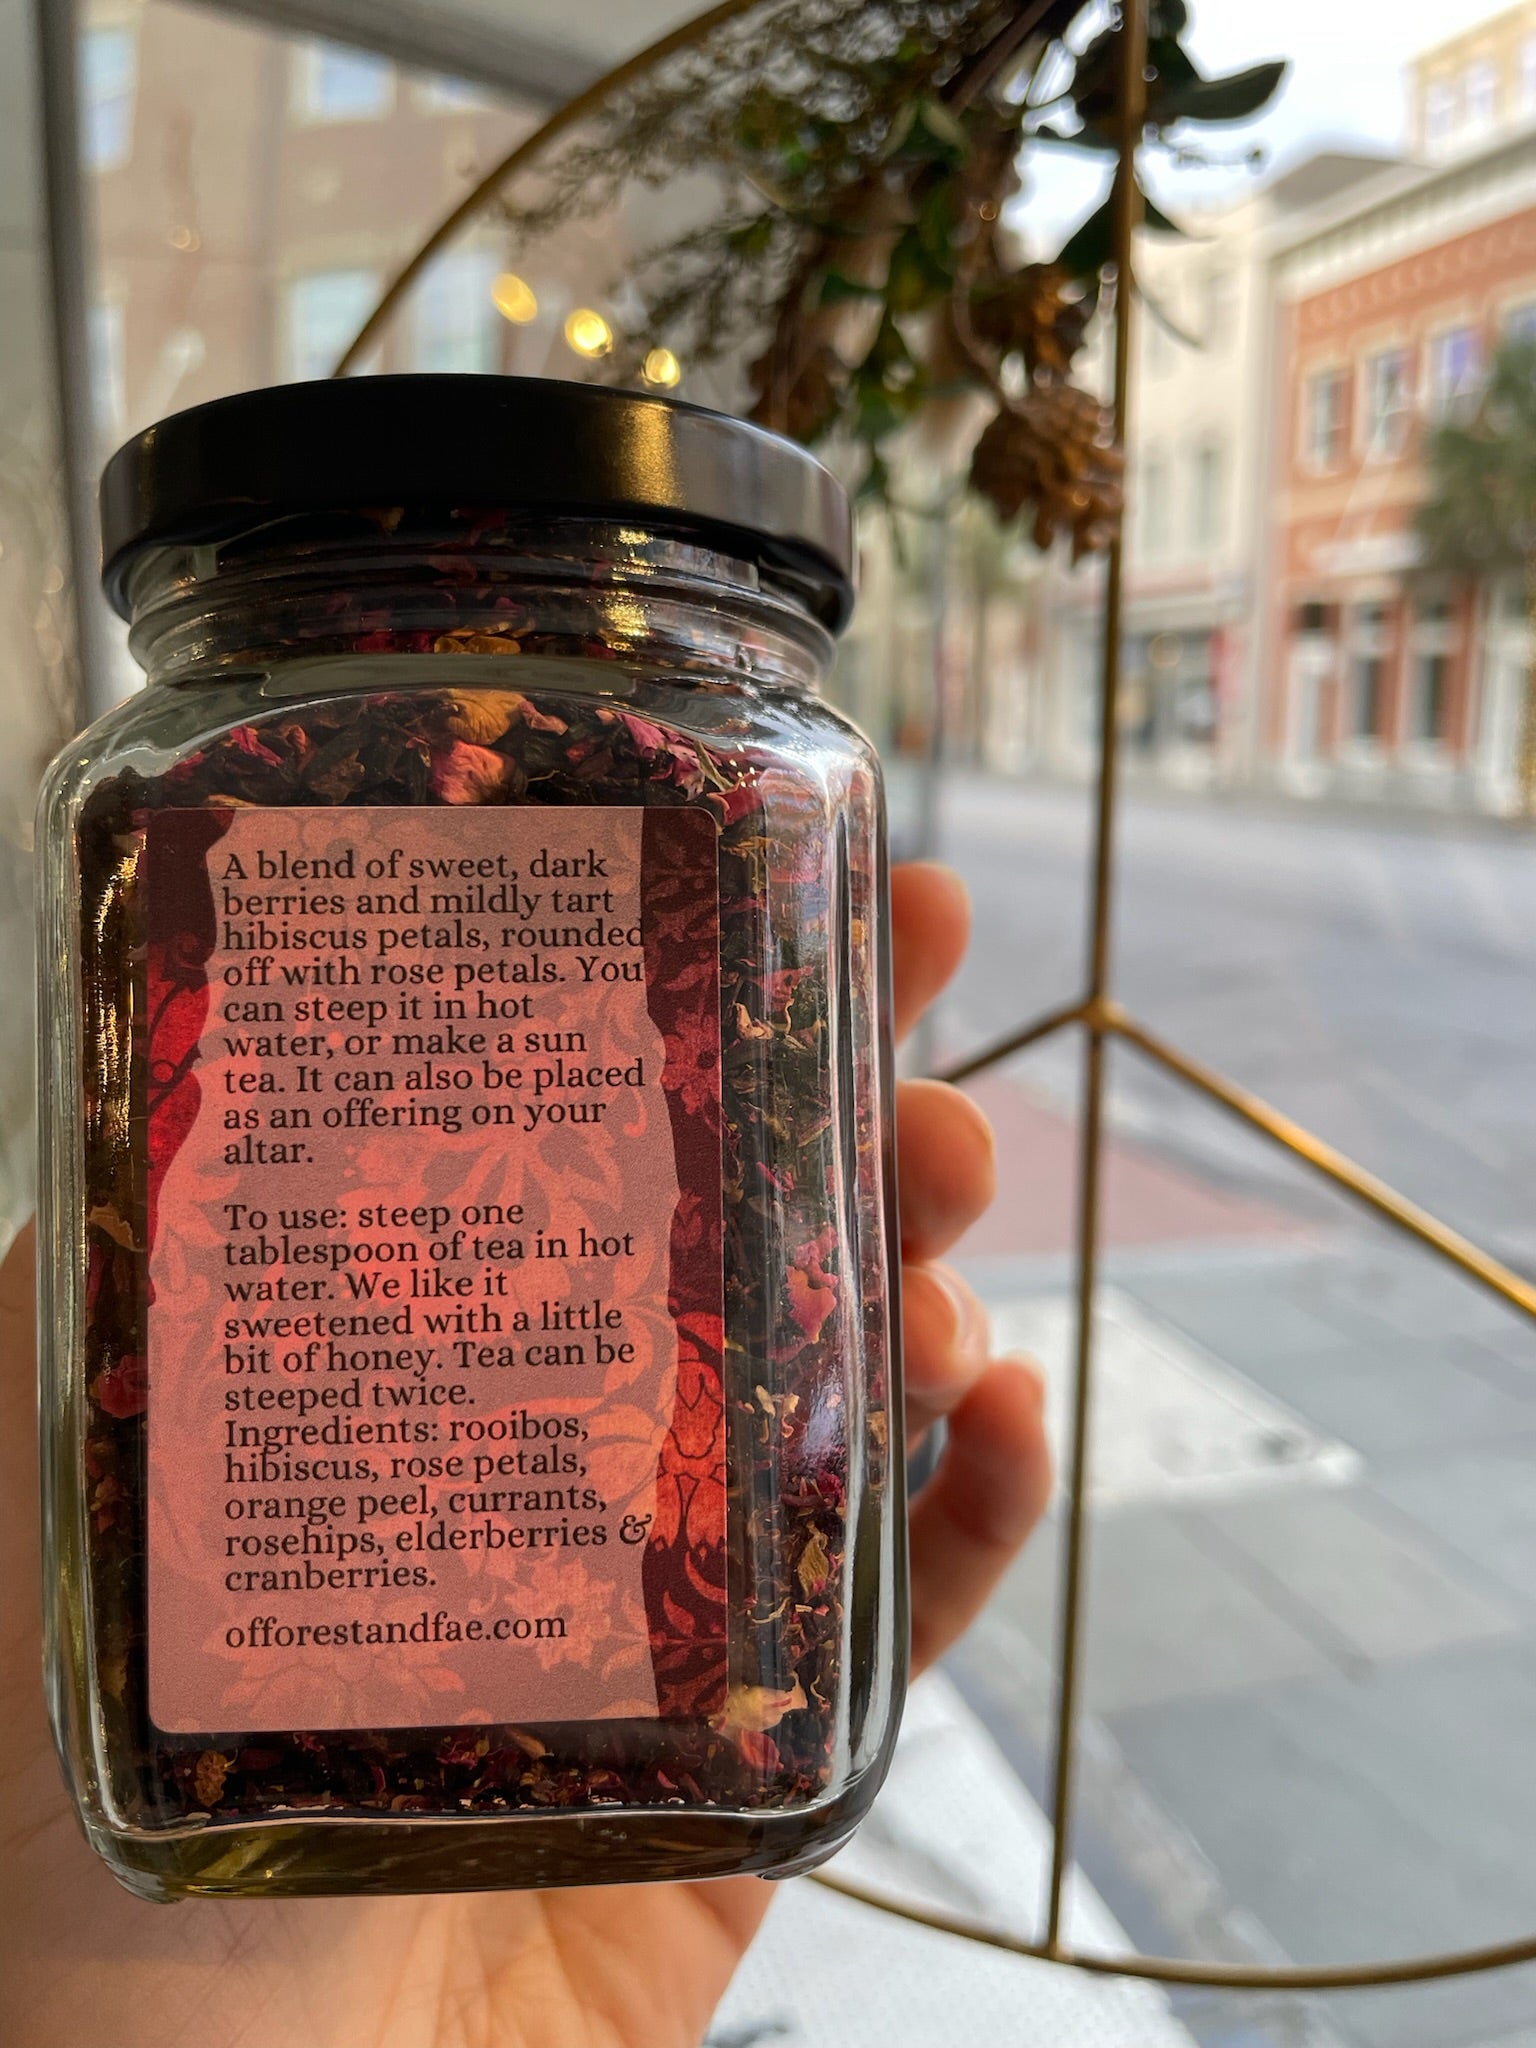 A blend of sweet, dark
berries and mildly tart
hibiscus petals, rounded
off with rose petals. You
can steep it in hot
water, or make a sun
tea. It can also be placed
as an offering on your
altar.
To use: steep one
tablespoon of tea in hot
water. We like it
sweetened with a little
bit of honey. Tea can be
steeped twice.
Ingredients: rooibos,
hibiscus, rose petals,
orange peel, currants,
rosehips, elderberries &
cranberries.
offorestandfae.com